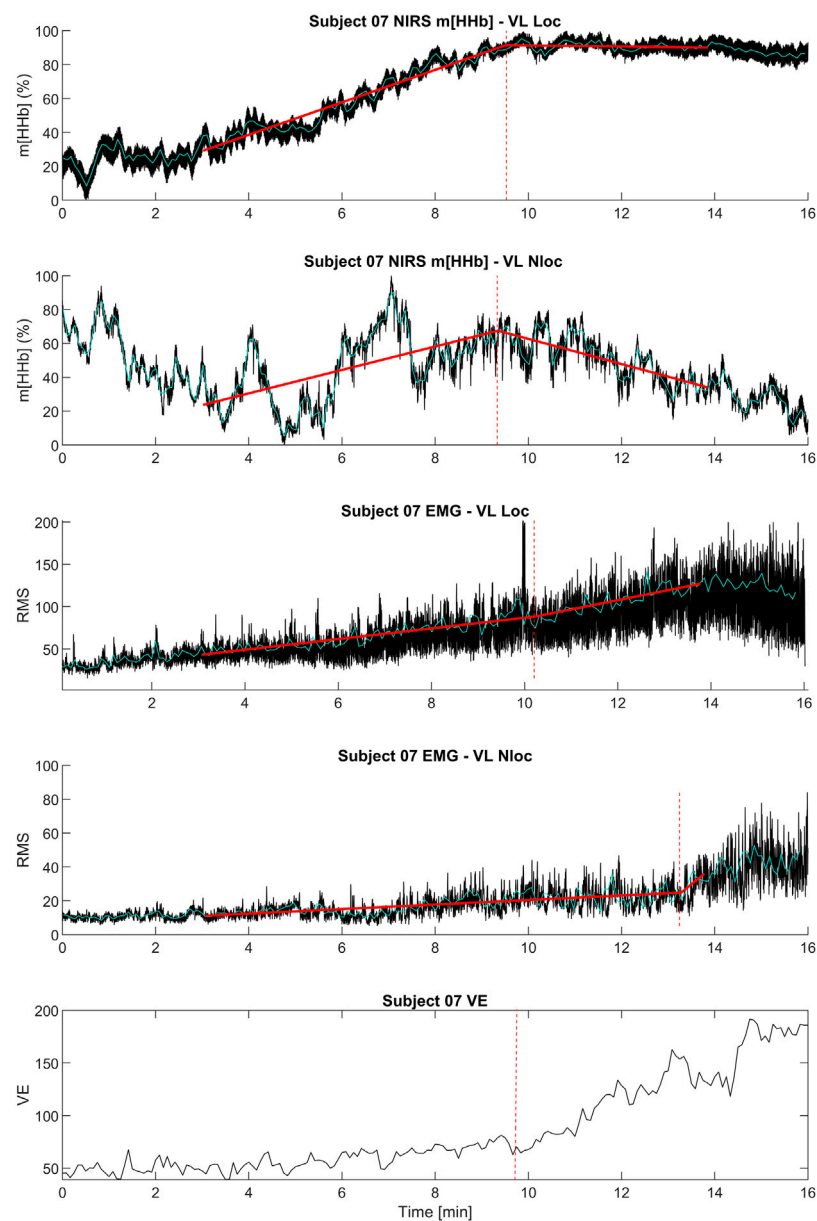 Subject 07 NIRS m[HHb] - VL Loc
100
80
60
40
20
0
m[HHb] (%)
0 2 4 6 8 10 12 14 16
Subject 07 NIRS m[HHb] - VL Nloc
100
80
60
40
20
0
m[HHb] (%)
0 2 4 6 8 10 12 14 16
Subject 07 EMG - VL Loc
200
150
100
50
RMS
2 4 6 8 10 12 14 16
Subject 07 EMG - VL Nloc
100
80
60
40
20
0
RMS
0 2 4 6 8 10 12 14 16
Subject 07 VE
200
150
100
50
VE
0 2 4 6 8 10 12 14 16
Time [min]